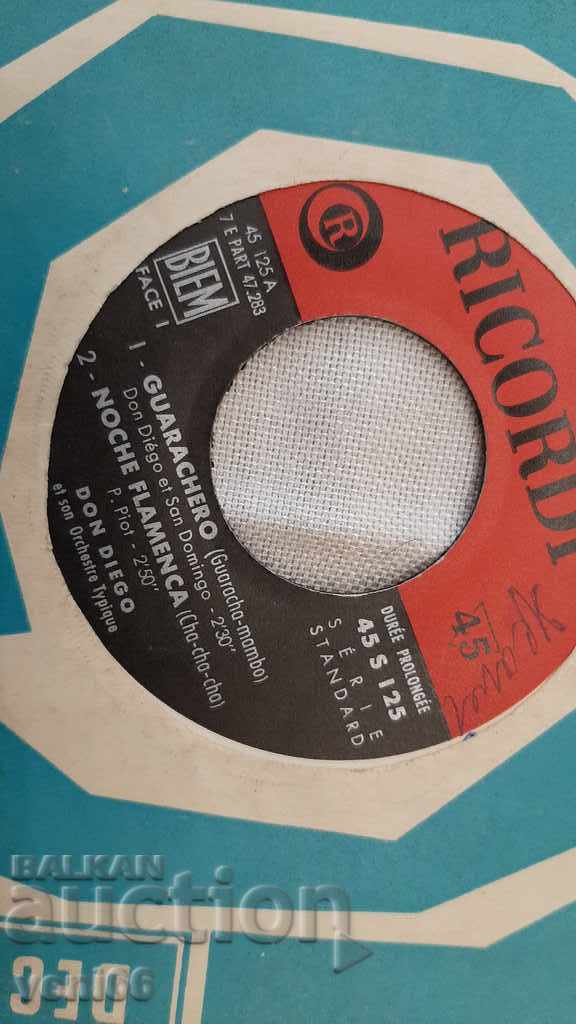 RICORDI
R
45
45 125 A
7 E PART 47.283
BIEM
FACE 1
DURÉE PROLONGÉE
45 S 125
SÉRIE
STANDARD
1 - GUARACHERO (Guaracha-mambo)
Don Diégo et San Domingo - 2'30"
2 - NOCHE FLAMENCA (Cha-cha-cha)
P. Piot - 2'50"
DON DIEGO
et son Orchestre Typique
BALKAN
auction
yeni66